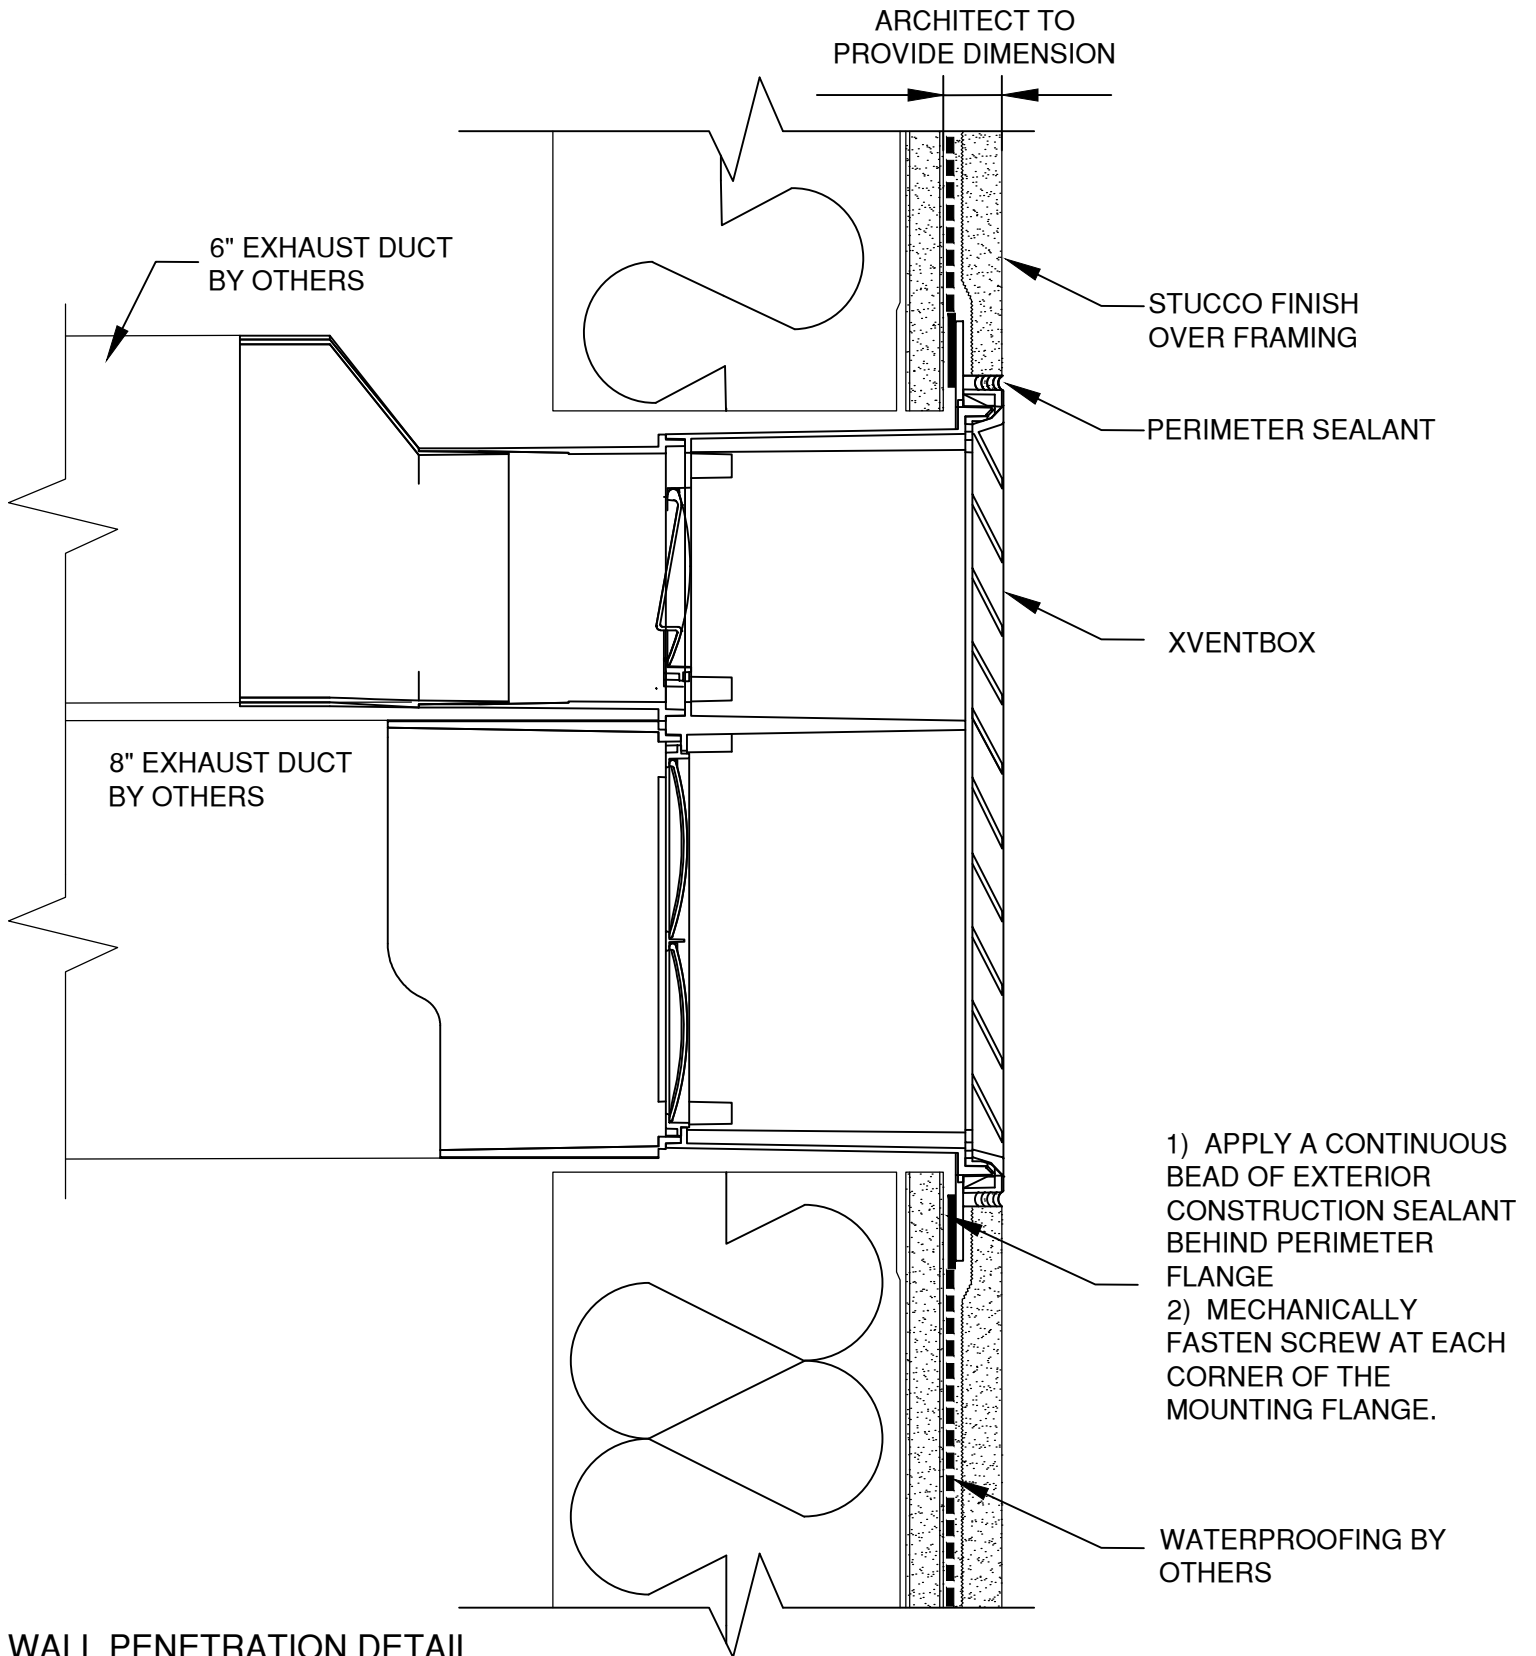 ARCHITECT TO
PROVIDE DIMENSION
6" EXHAUST DUCT
BY OTHERS
STUCCO FINISH
OVER FRAMING
PERIMETER SEALANT
XVENTBOX
8" EXHAUST DUCT
BY OTHERS
1) APPLY A CONTINUOUS
BEAD OF EXTERIOR
CONSTRUCTION SEALANT
BEHIND PERIMETER
FLANGE
2) MECHANICALLY
FASTEN SCREW AT EACH
CORNER OF THE
MOUNTING FLANGE.
WATERPROOFING BY
OTHERS
WALL PENETRATION DETAIL